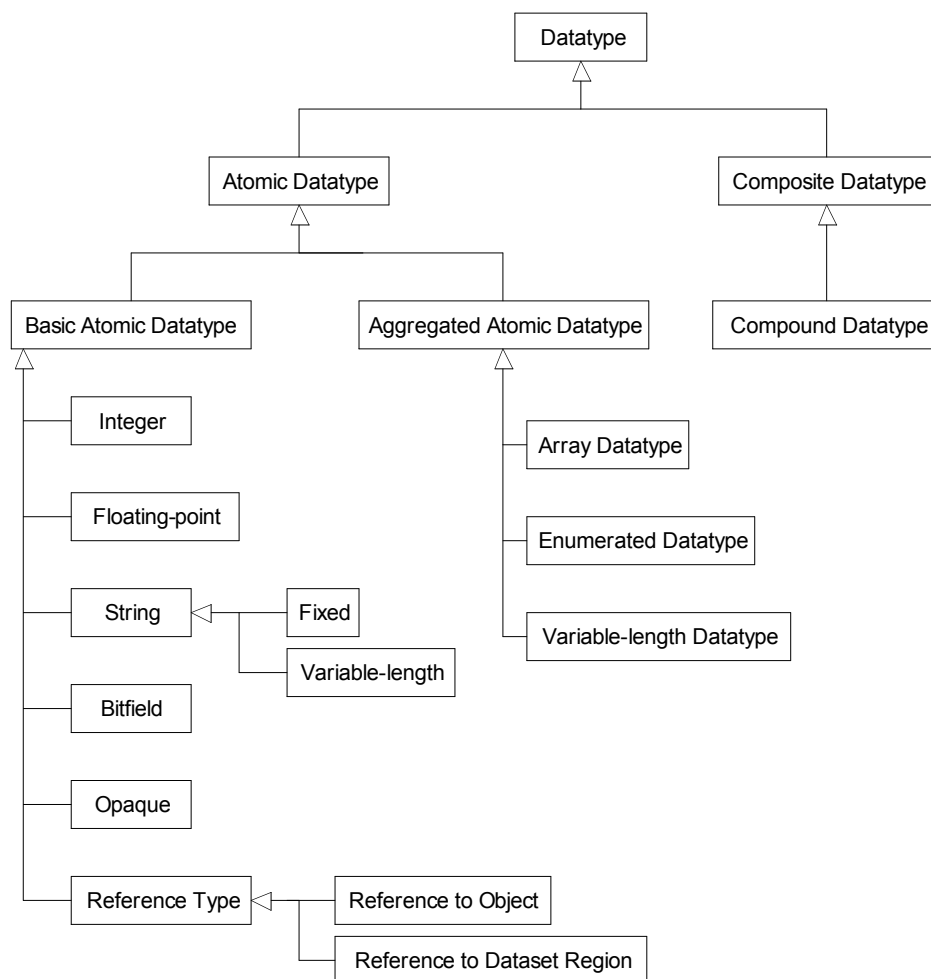 Datatype
Atomic Datatype
Composite Datatype
Basic Atomic Datatype
Aggregated Atomic Datatype
Compound Datatype
Integer
Array Datatype
Floating-point
Enumerated Datatype
String
Fixed
Variable-length Datatype
Variable-length
Bitfield
Opaque
Reference Type
Reference to Object
Reference to Dataset Region